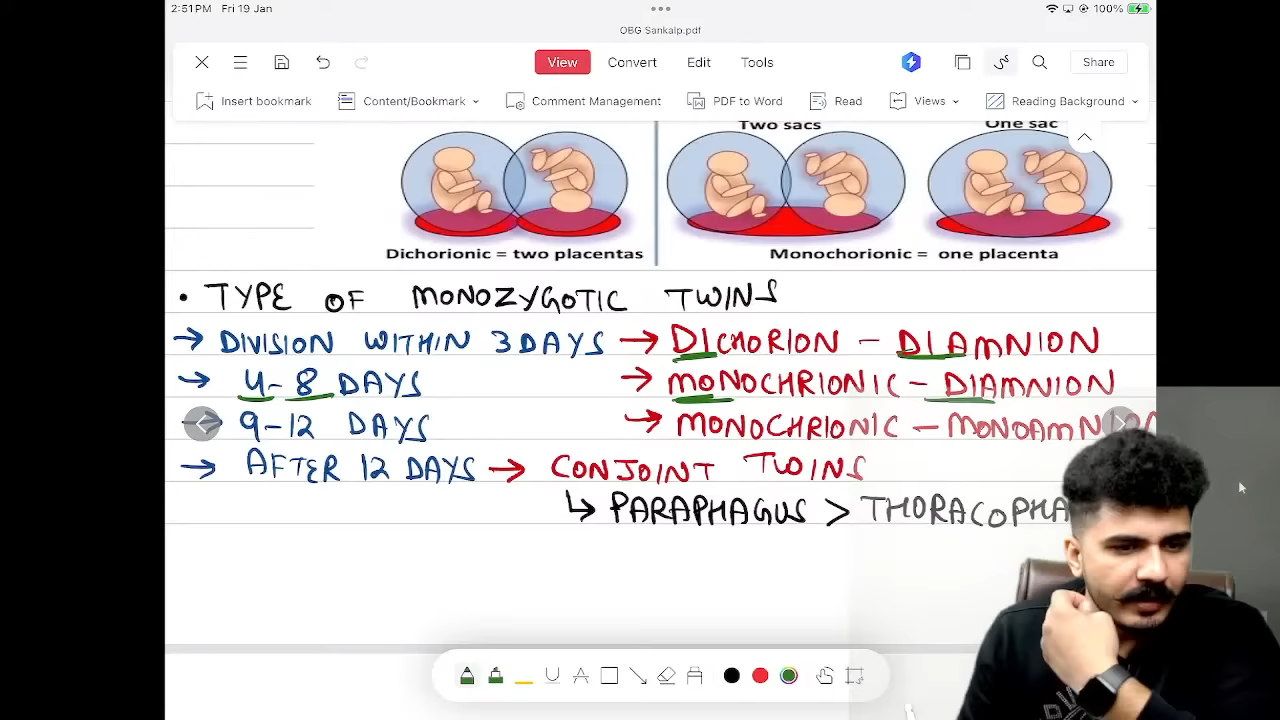 2:51PM Fri 19 Jan
100%
OBG Sankalp.pdf
View Convert Edit Tools Share
Insert bookmark Content/Bookmark Comment Management PDF to Word Read Views Reading Background
Two sacs One sac
Dichorionic = two placentas Monochorionic = one placenta
• TYPE OF MONOZYGOTIC TWINS
→ DIVISION WITHIN 3 DAYS → DICHORION - DIAMNION
→ 4-8 DAYS → MONOCHRIONIC - DIAMNION
→ 9-12 DAYS → MONOCHRIONIC - MONOAMNION
→ AFTER 12 DAYS → CONJOINT TWINS
↳ PARAPHAGUS > THORACOPHA